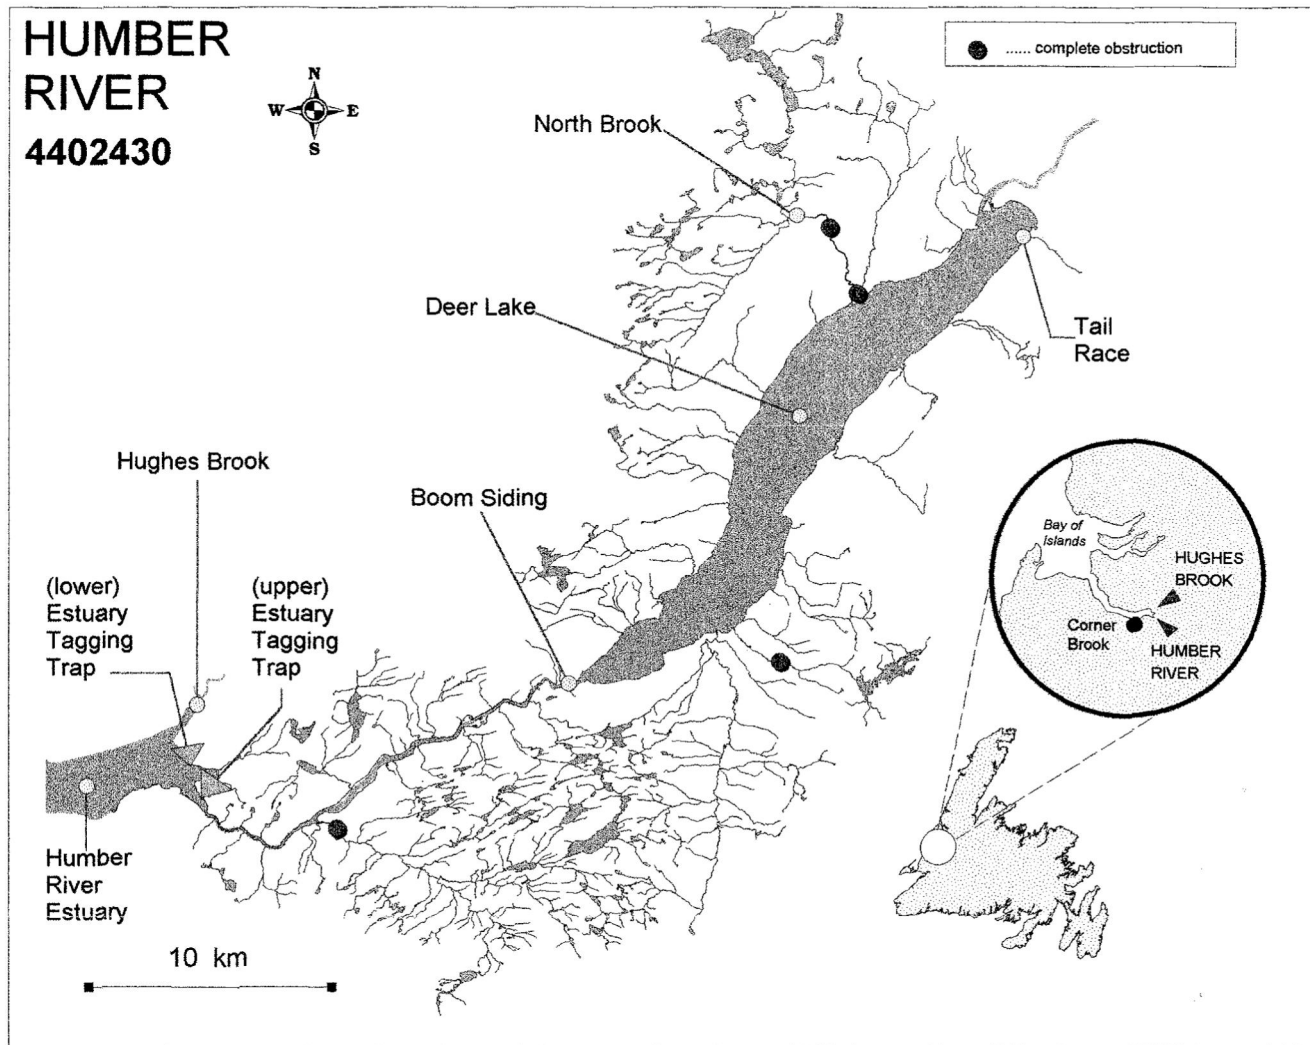 HUMBER
RIVER
4402430
N
W E
S
...... complete obstruction
North Brook
Deer Lake
Tail
Race
Hughes Brook
Boom Siding
(lower)
Estuary
Tagging
Trap
(upper)
Estuary
Tagging
Trap
Humber
River
Estuary
10 km
Bay of
Islands
HUGHES
BROOK
Corner
Brook
HUMBER
RIVER